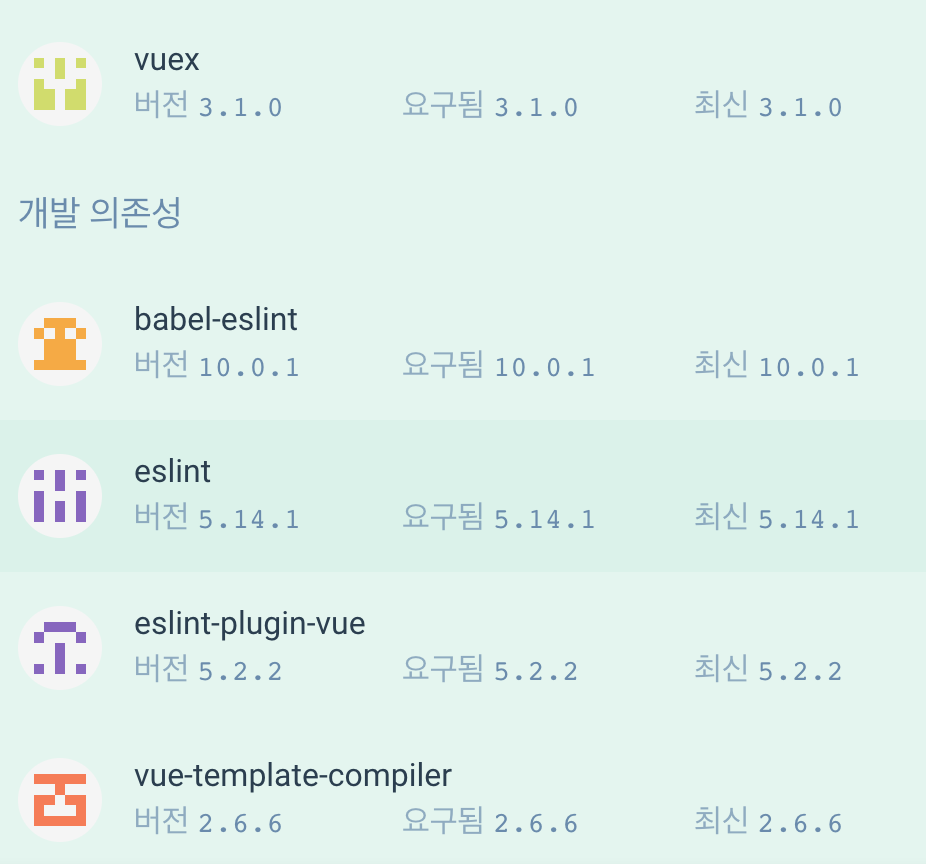 vuex
버전 3.1.0 요구됨 3.1.0 최신 3.1.0
개발 의존성
babel-eslint
버전 10.0.1 요구됨 10.0.1 최신 10.0.1
eslint
버전 5.14.1 요구됨 5.14.1 최신 5.14.1
eslint-plugin-vue
버전 5.2.2 요구됨 5.2.2 최신 5.2.2
vue-template-compiler
버전 2.6.6 요구됨 2.6.6 최신 2.6.6